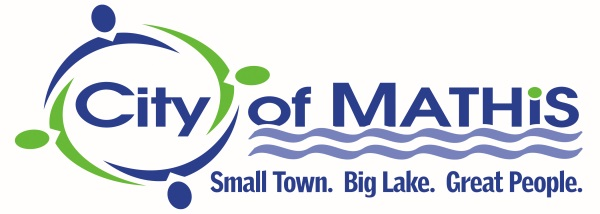 City of MATHiS
Small Town. Big Lake. Great People.